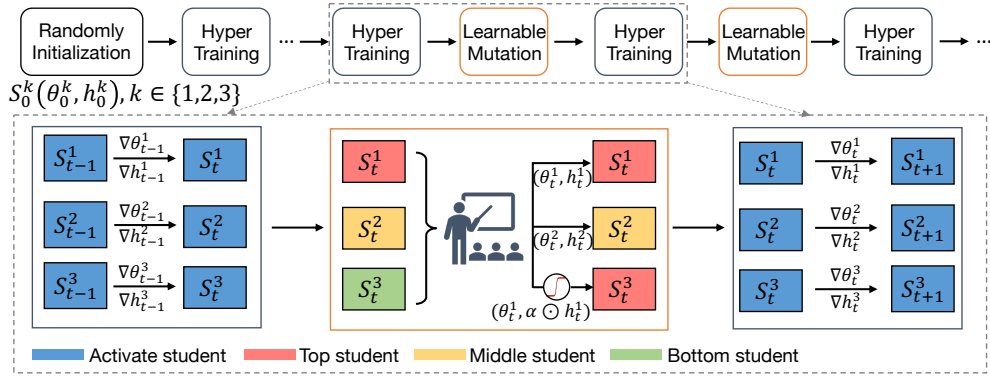 Randomly
Initialization
Hyper
Training
...
Hyper
Training
Learnable
Mutation
Hyper
Training
Learnable
Mutation
Hyper
Training
...
S_0^k(θ_0^k, h_0^k), k ∈ {1,2,3}
S_{t-1}^1 ∇θ_{t-1}^1 ∇h_{t-1}^1 S_t^1
S_{t-1}^2 ∇θ_{t-1}^2 ∇h_{t-1}^2 S_t^2
S_{t-1}^3 ∇θ_{t-1}^3 ∇h_{t-1}^3 S_t^3
S_t^1
S_t^2
S_t^3
(θ_t^1, h_t^1) S_t^1
(θ_t^2, h_t^2) S_t^2
(θ_t^1, α ⊙ h_t^1) S_t^3
S_t^1 ∇θ_t^1 ∇h_t^1 S_{t+1}^1
S_t^2 ∇θ_t^2 ∇h_t^2 S_{t+1}^2
S_t^3 ∇θ_t^3 ∇h_t^3 S_{t+1}^3
Activate student Top student Middle student Bottom student